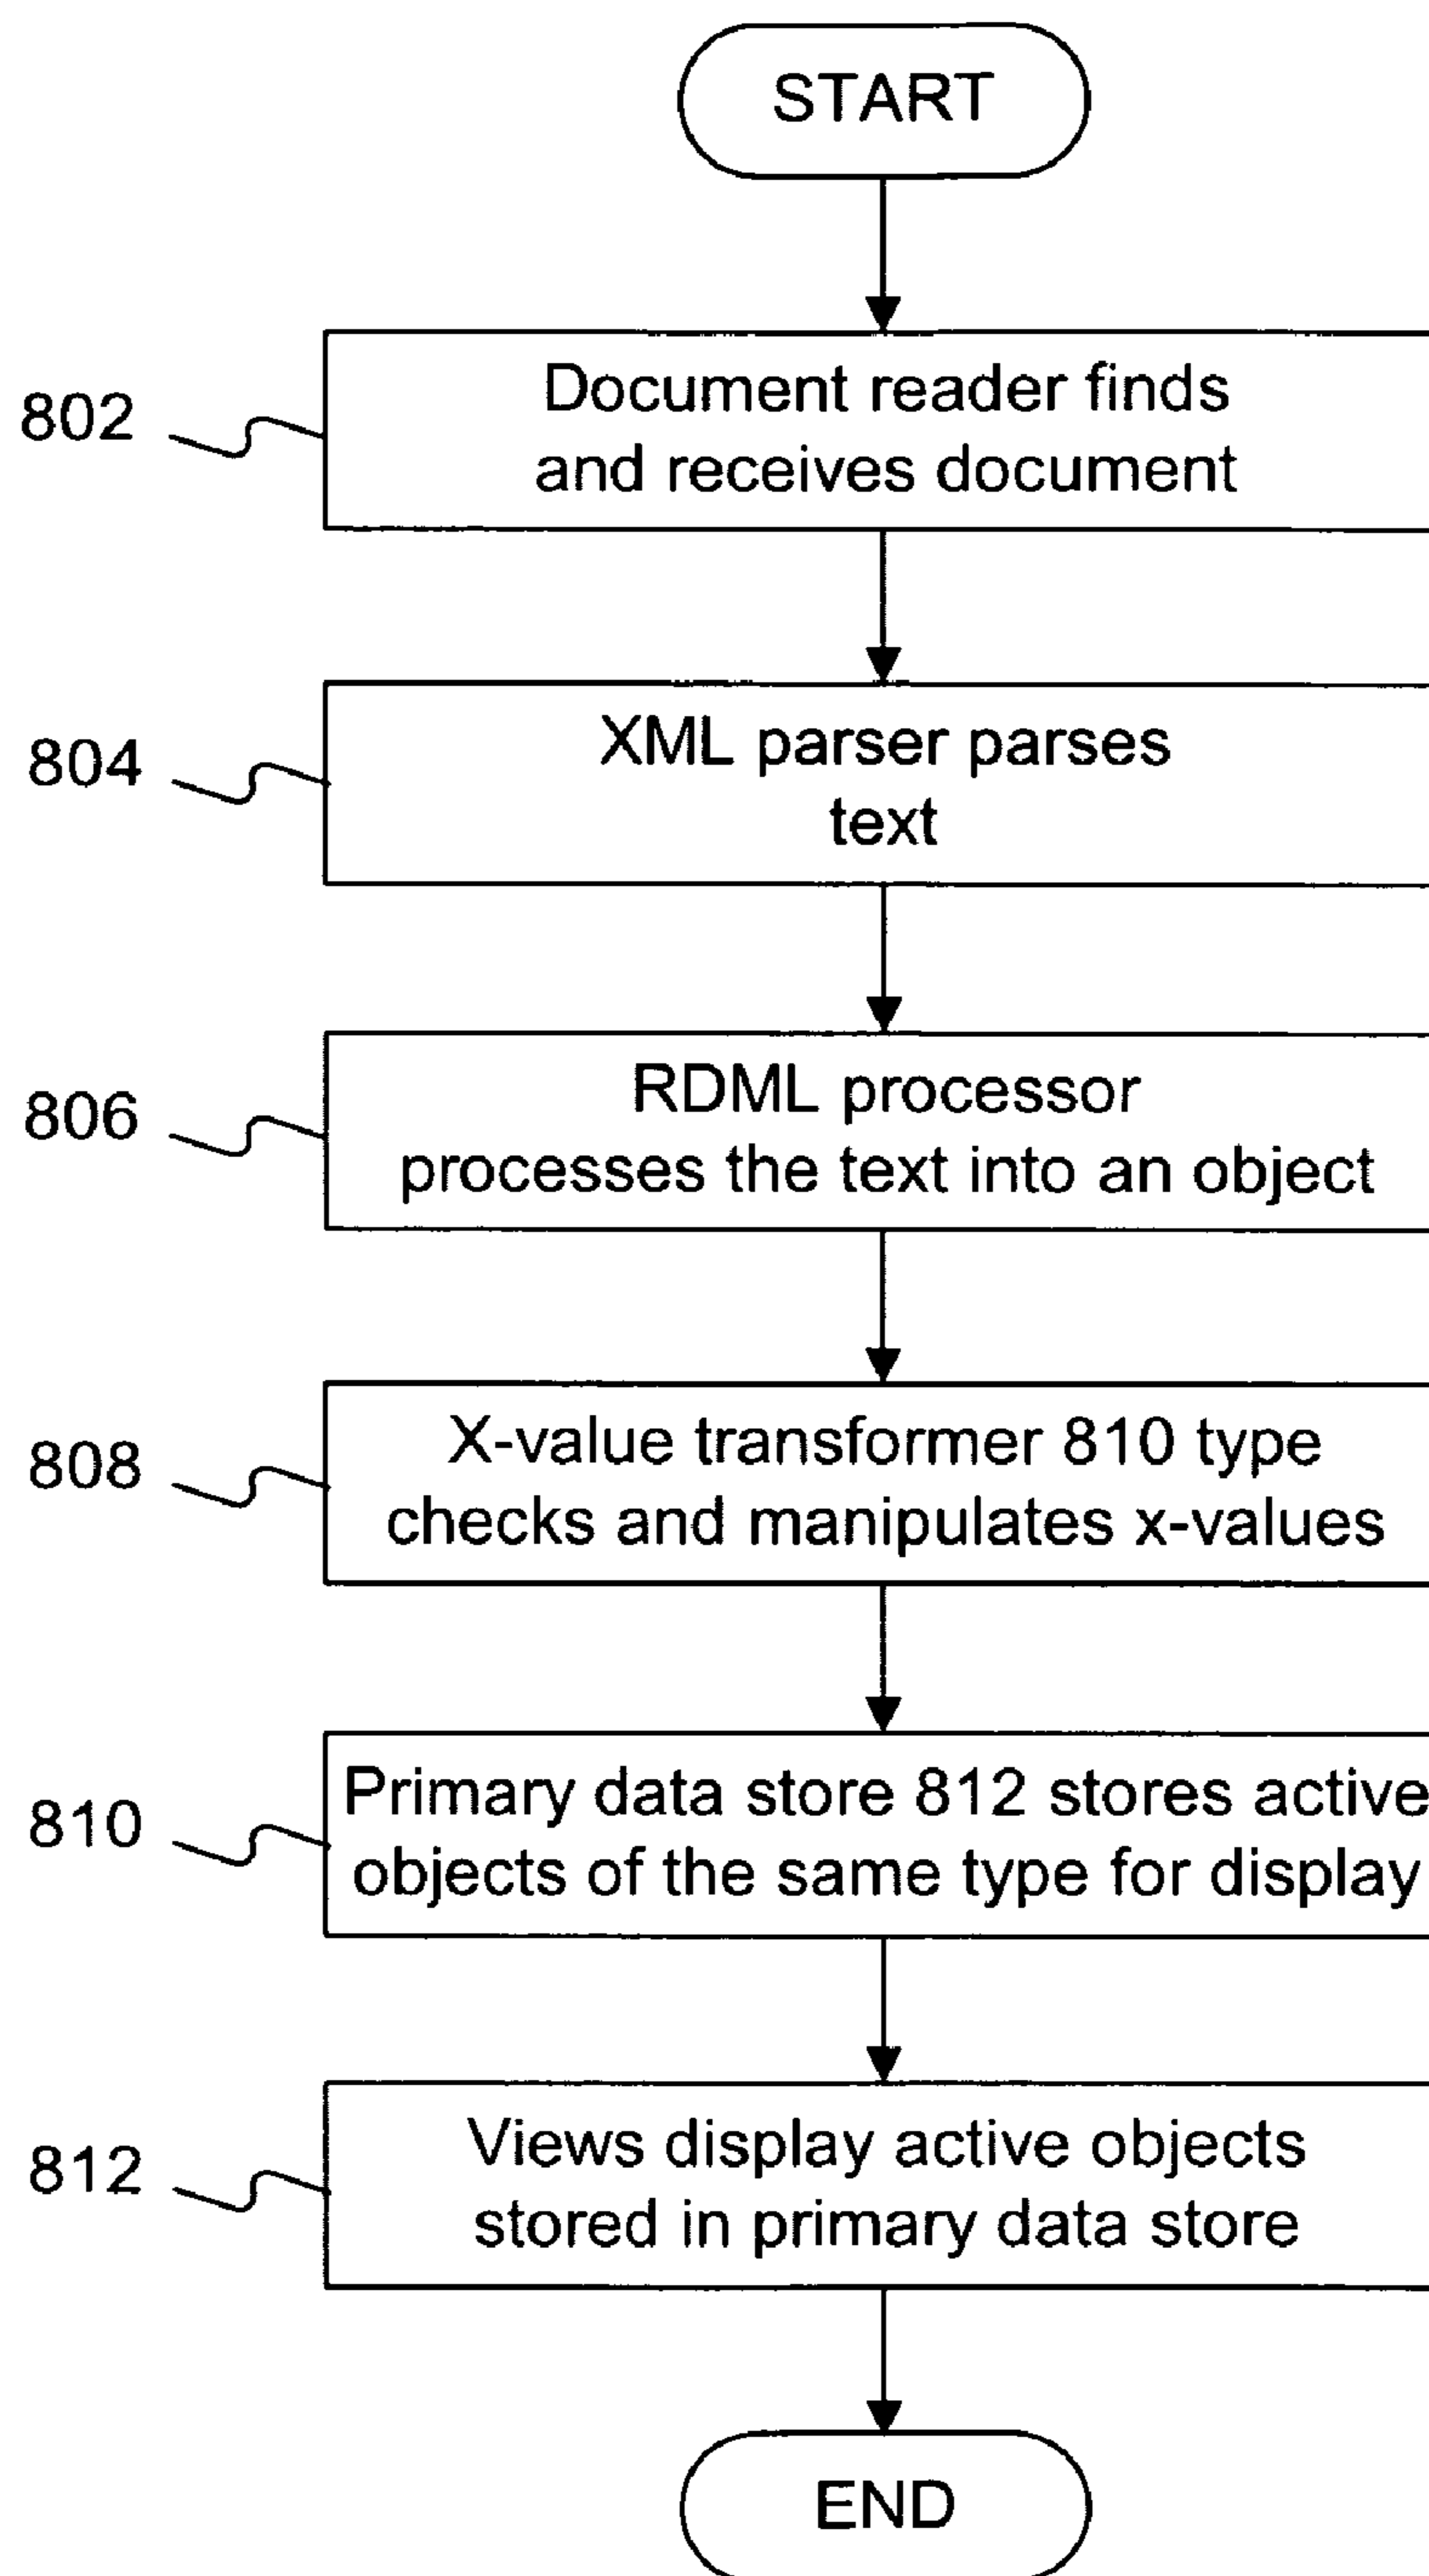 START
802
Document reader finds
and receives document
804
XML parser parses
text
806
RDML processor
processes the text into an object
808
X-value transformer 810 type
checks and manipulates x-values
810
Primary data store 812 stores active
objects of the same type for display
812
Views display active objects
stored in primary data store
END